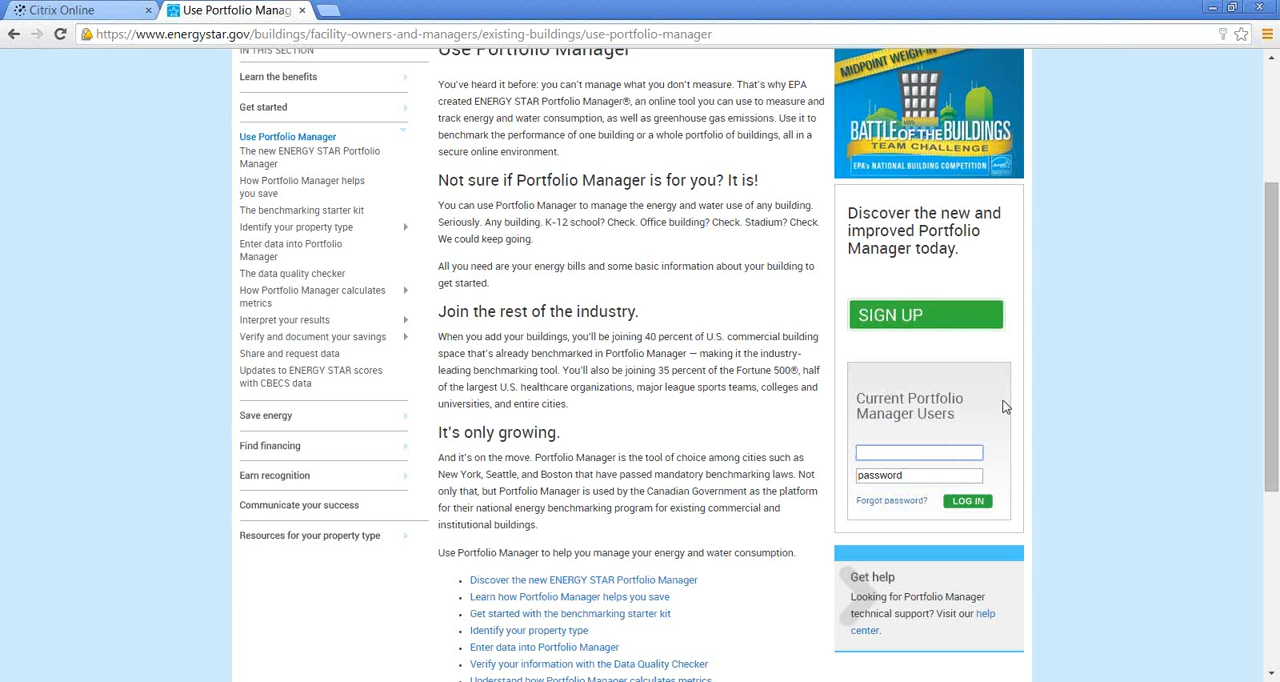 Citrix Online
Use Portfolio Manag
https://www.energystar.gov/buildings/facility-owners-and-managers/existing-buildings/use-portfolio-manager
IN THIS SECTION
Learn the benefits
Get started
Use Portfolio Manager
The new ENERGY STAR Portfolio
Manager
How Portfolio Manager helps
you save
The benchmarking starter kit
Identify your property type
Enter data into Portfolio
Manager
The data quality checker
How Portfolio Manager calculates
metrics
Interpret your results
Verify and document your savings
Share and request data
Updates to ENERGY STAR scores
with CBECS data
Save energy
Find financing
Earn recognition
Communicate your success
Resources for your property type
Use Portfolio Manager
You've heard it before: you can't manage what you don't measure. That's why EPA
created ENERGY STAR Portfolio Manager®, an online tool you can use to measure and
track energy and water consumption, as well as greenhouse gas emissions. Use it to
benchmark the performance of one building or a whole portfolio of buildings, all in a
secure online environment.
Not sure if Portfolio Manager is for you? It is!
You can use Portfolio Manager to manage the energy and water use of any building.
Seriously. Any building. K-12 school? Check. Office building? Check. Stadium? Check.
We could keep going.
All you need are your energy bills and some basic information about your building to
get started.
Join the rest of the industry.
When you add your buildings, you'll be joining 40 percent of U.S. commercial building
space that's already benchmarked in Portfolio Manager — making it the industry-
leading benchmarking tool. You'll also be joining 35 percent of the Fortune 500®, half
of the largest U.S. healthcare organizations, major league sports teams, colleges and
universities, and entire cities.
It's only growing.
And it's on the move. Portfolio Manager is the tool of choice among cities such as
New York, Seattle, and Boston that have passed mandatory benchmarking laws. Not
only that, but Portfolio Manager is used by the Canadian Government as the platform
for their national energy benchmarking program for existing commercial and
institutional buildings.
Use Portfolio Manager to help you manage your energy and water consumption.
Discover the new ENERGY STAR Portfolio Manager
Learn how Portfolio Manager helps you save
Get started with the benchmarking starter kit
Identify your property type
Enter data into Portfolio Manager
Verify your information with the Data Quality Checker
Understand how Portfolio Manager calculates metrics
MIDPOINT WEIGH-IN
BATTLE OF THE BUILDINGS
TEAM CHALLENGE
EPA's NATIONAL BUILDING COMPETITION
Discover the new and
improved Portfolio
Manager today.
SIGN UP
Current Portfolio
Manager Users
password
Forgot password?
LOG IN
Get help
Looking for Portfolio Manager
technical support? Visit our help
center.